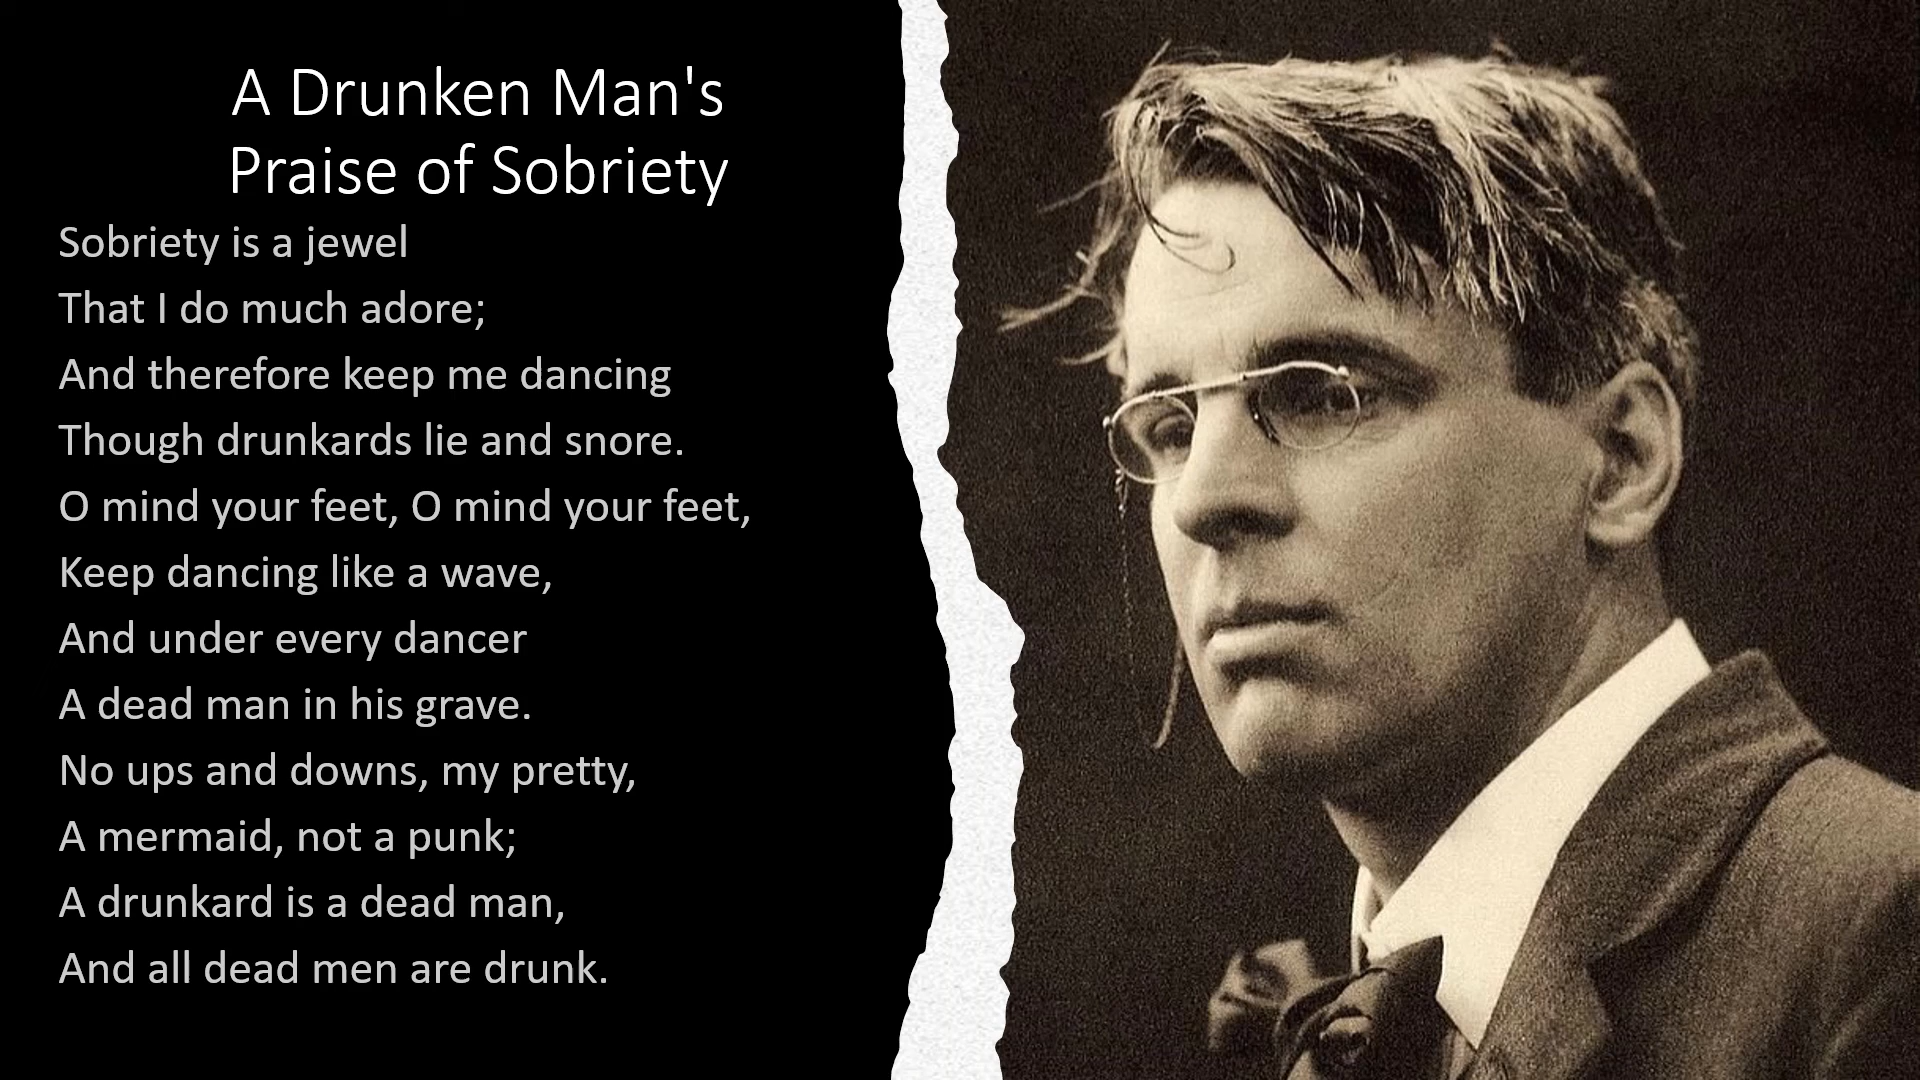 A Drunken Man's
Praise of Sobriety
Sobriety is a jewel
That I do much adore;
And therefore keep me dancing
Though drunkards lie and snore.
O mind your feet, O mind your feet,
Keep dancing like a wave,
And under every dancer
A dead man in his grave.
No ups and downs, my pretty,
A mermaid, not a punk;
A drunkard is a dead man,
And all dead men are drunk.